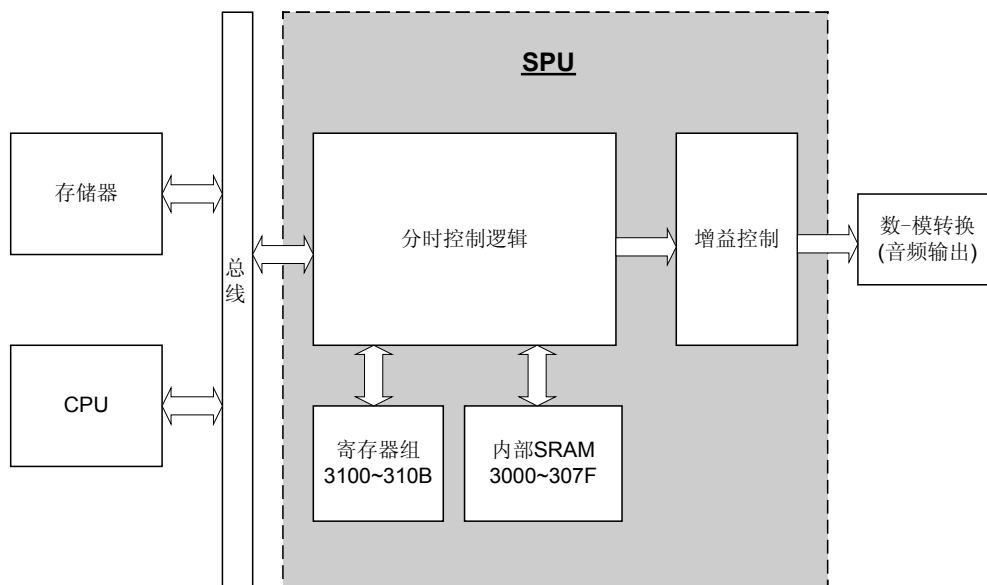 SPU
存储器
分时控制逻辑
增益控制
数-模转换
(音频输出)
总
线
CPU
寄存器组
3100~310B
内部SRAM
3000~307F